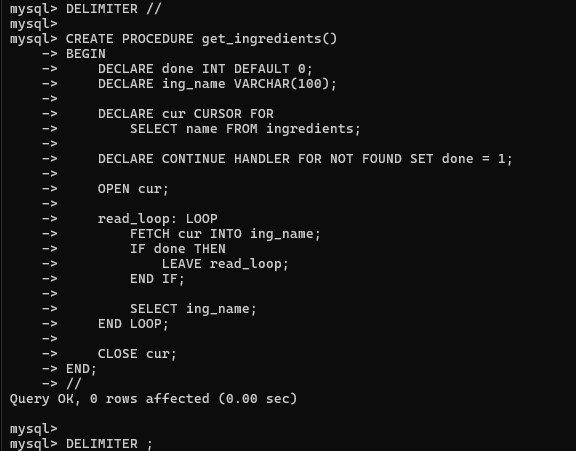 mysql> DELIMITER //
mysql>
mysql> CREATE PROCEDURE get_ingredients()
    -> BEGIN
    ->     DECLARE done INT DEFAULT 0;
    ->     DECLARE ing_name VARCHAR(100);
    ->
    ->     DECLARE cur CURSOR FOR
    ->         SELECT name FROM ingredients;
    ->
    ->     DECLARE CONTINUE HANDLER FOR NOT FOUND SET done = 1;
    ->
    ->     OPEN cur;
    ->
    ->     read_loop: LOOP
    ->         FETCH cur INTO ing_name;
    ->         IF done THEN
    ->             LEAVE read_loop;
    ->         END IF;
    ->
    ->         SELECT ing_name;
    ->     END LOOP;
    ->
    ->     CLOSE cur;
    -> END;
    -> //
Query OK, 0 rows affected (0.00 sec)

mysql>
mysql> DELIMITER ;